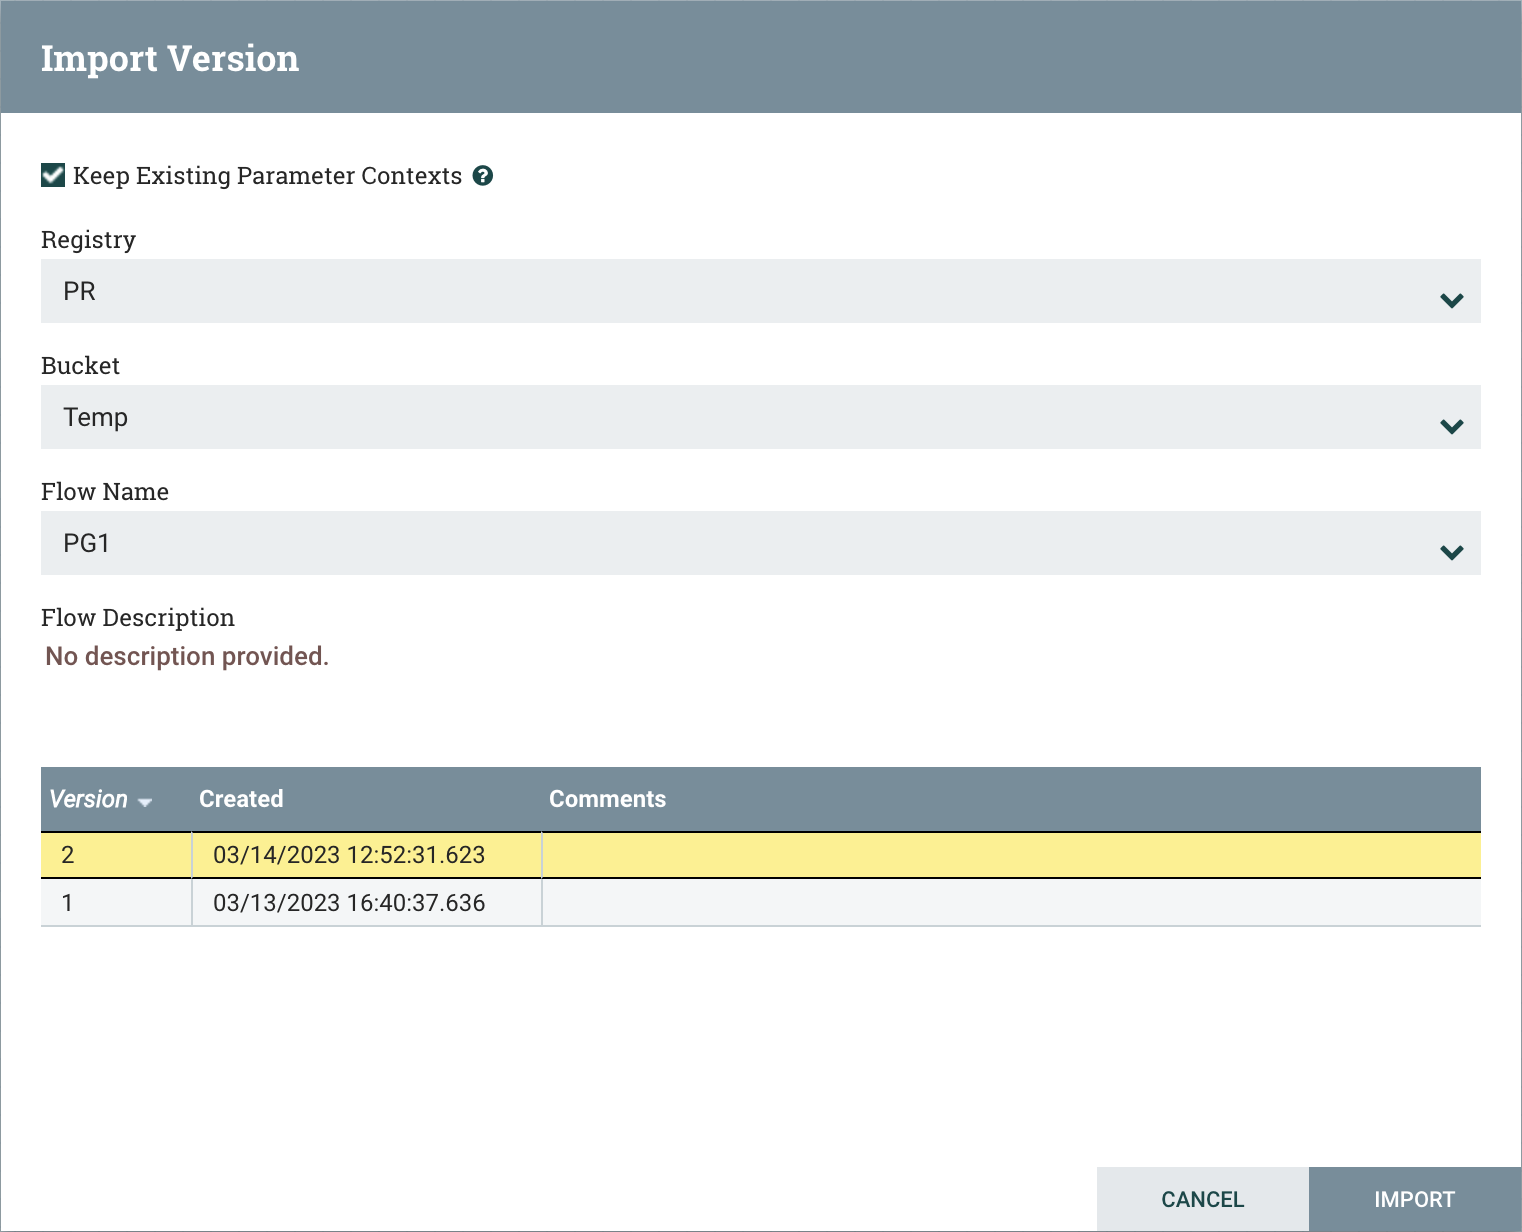 Import Version
Keep Existing Parameter Contexts ?
Registry
PR
Bucket
Temp
Flow Name
PG1
Flow Description
No description provided.
Version Created Comments
2 03/14/2023 12:52:31.623
1 03/13/2023 16:40:37.636
CANCEL IMPORT